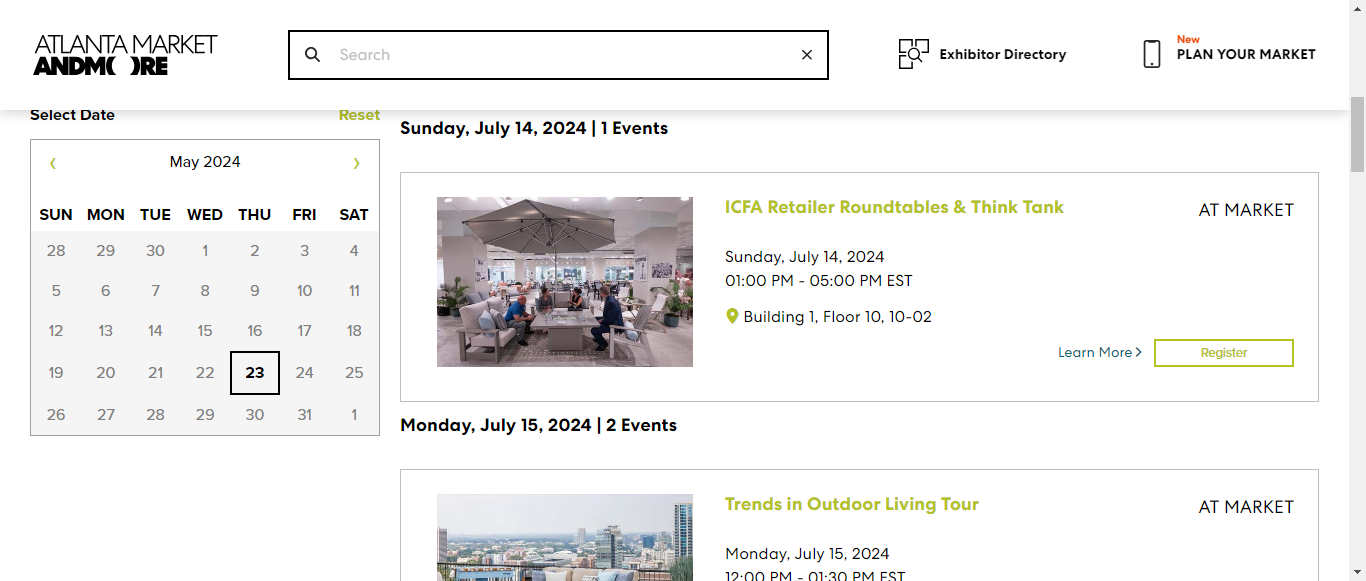 ATLANTA MARKET
ANDMORE
Search
Exhibitor Directory
New
PLAN YOUR MARKET
Select Date
Reset
May 2024
SUN MON TUE WED THU FRI SAT
28 29 30 1 2 3 4
5 6 7 8 9 10 11
12 13 14 15 16 17 18
19 20 21 22 23 24 25
26 27 28 29 30 31 1
Sunday, July 14, 2024 | 1 Events
ICFA Retailer Roundtables & Think Tank
AT MARKET
Sunday, July 14, 2024
01:00 PM - 05:00 PM EST
Building 1, Floor 10, 10-02
Learn More
Register
Monday, July 15, 2024 | 2 Events
Trends in Outdoor Living Tour
AT MARKET
Monday, July 15, 2024
12:00 PM - 01:30 PM EST